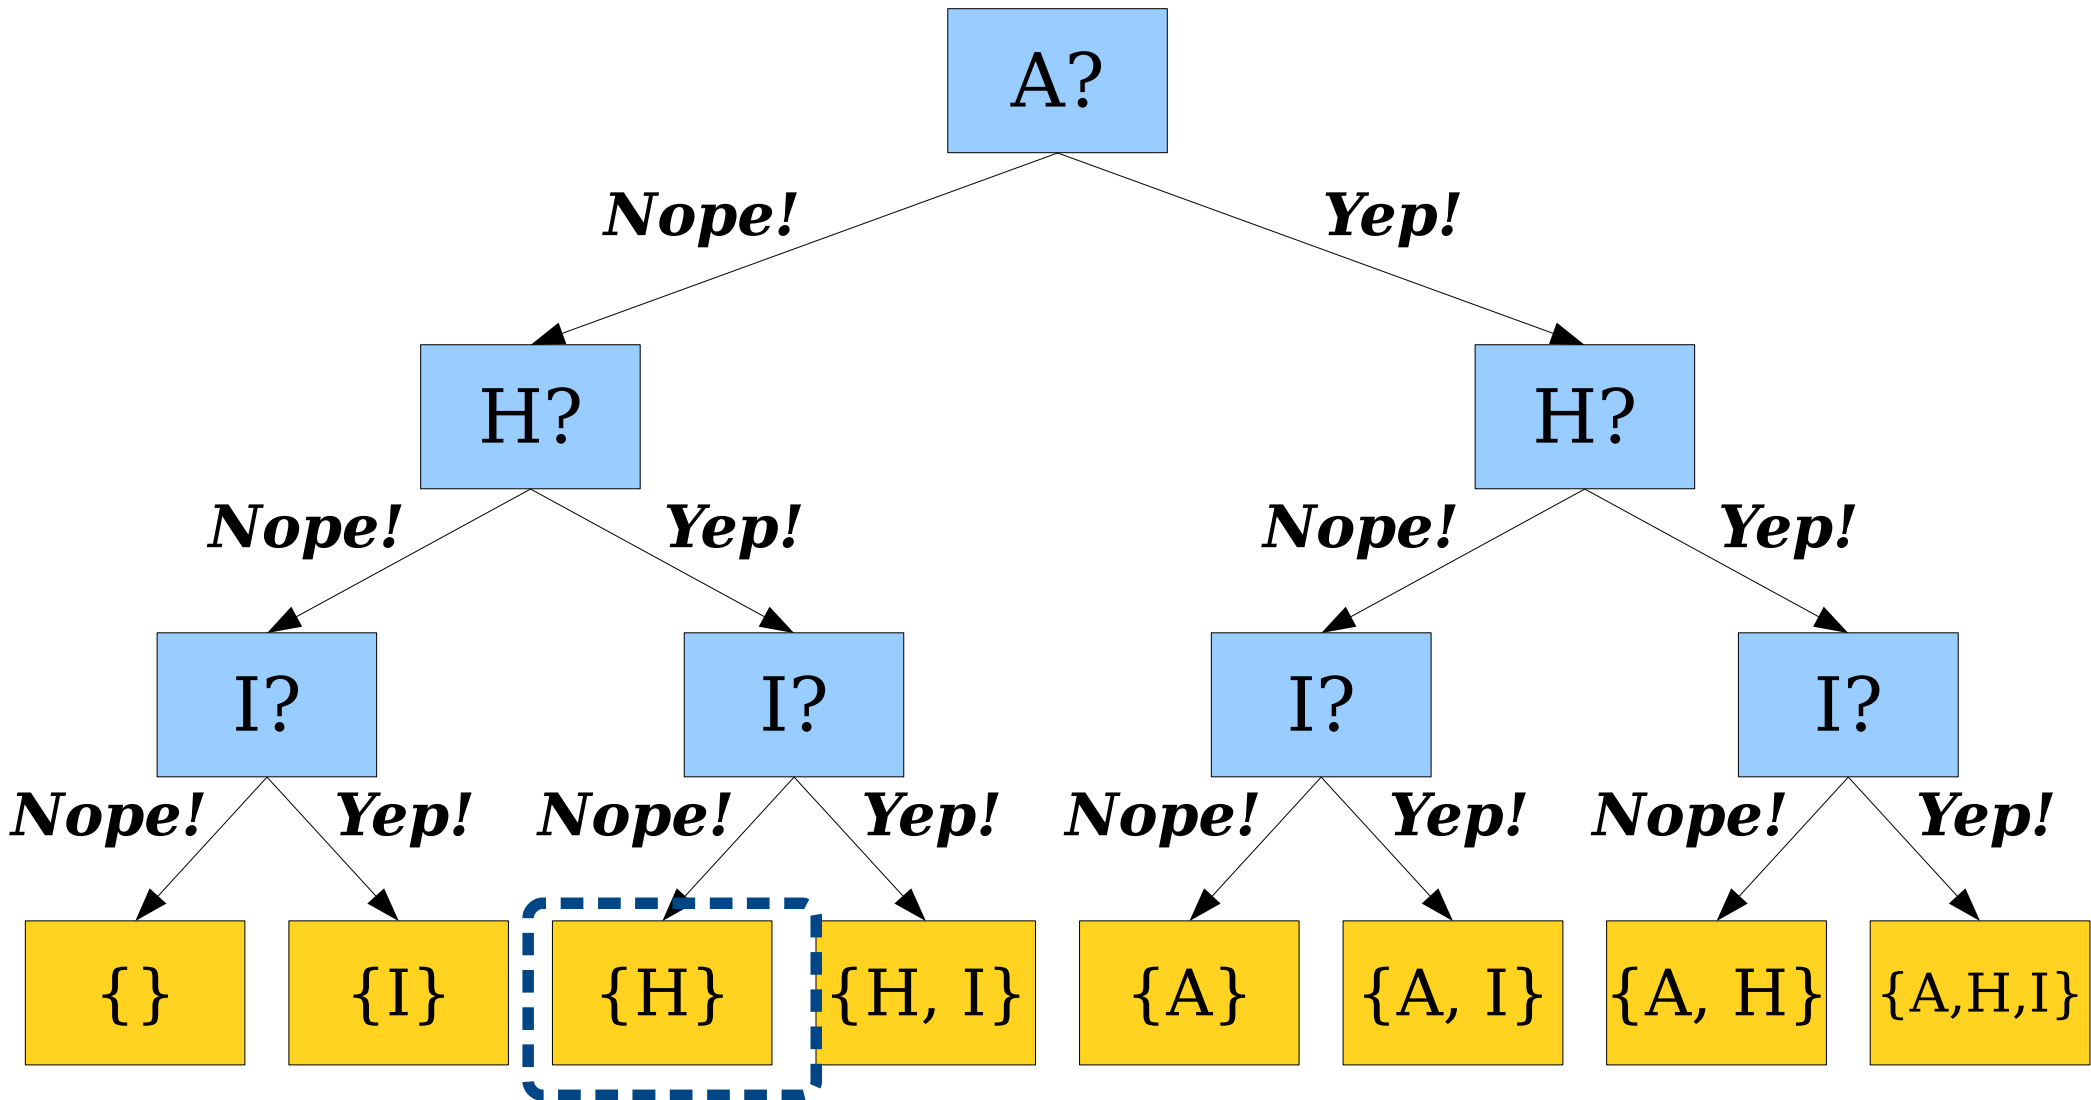 A?
Nope! Yep!
H? H?
Nope! Yep! Nope! Yep!
I? I? I? I?
Nope! Yep! Nope! Yep! Nope! Yep! Nope! Yep!
{} {I} {H} {H, I} {A} {A, I} {A, H} {A,H,I}